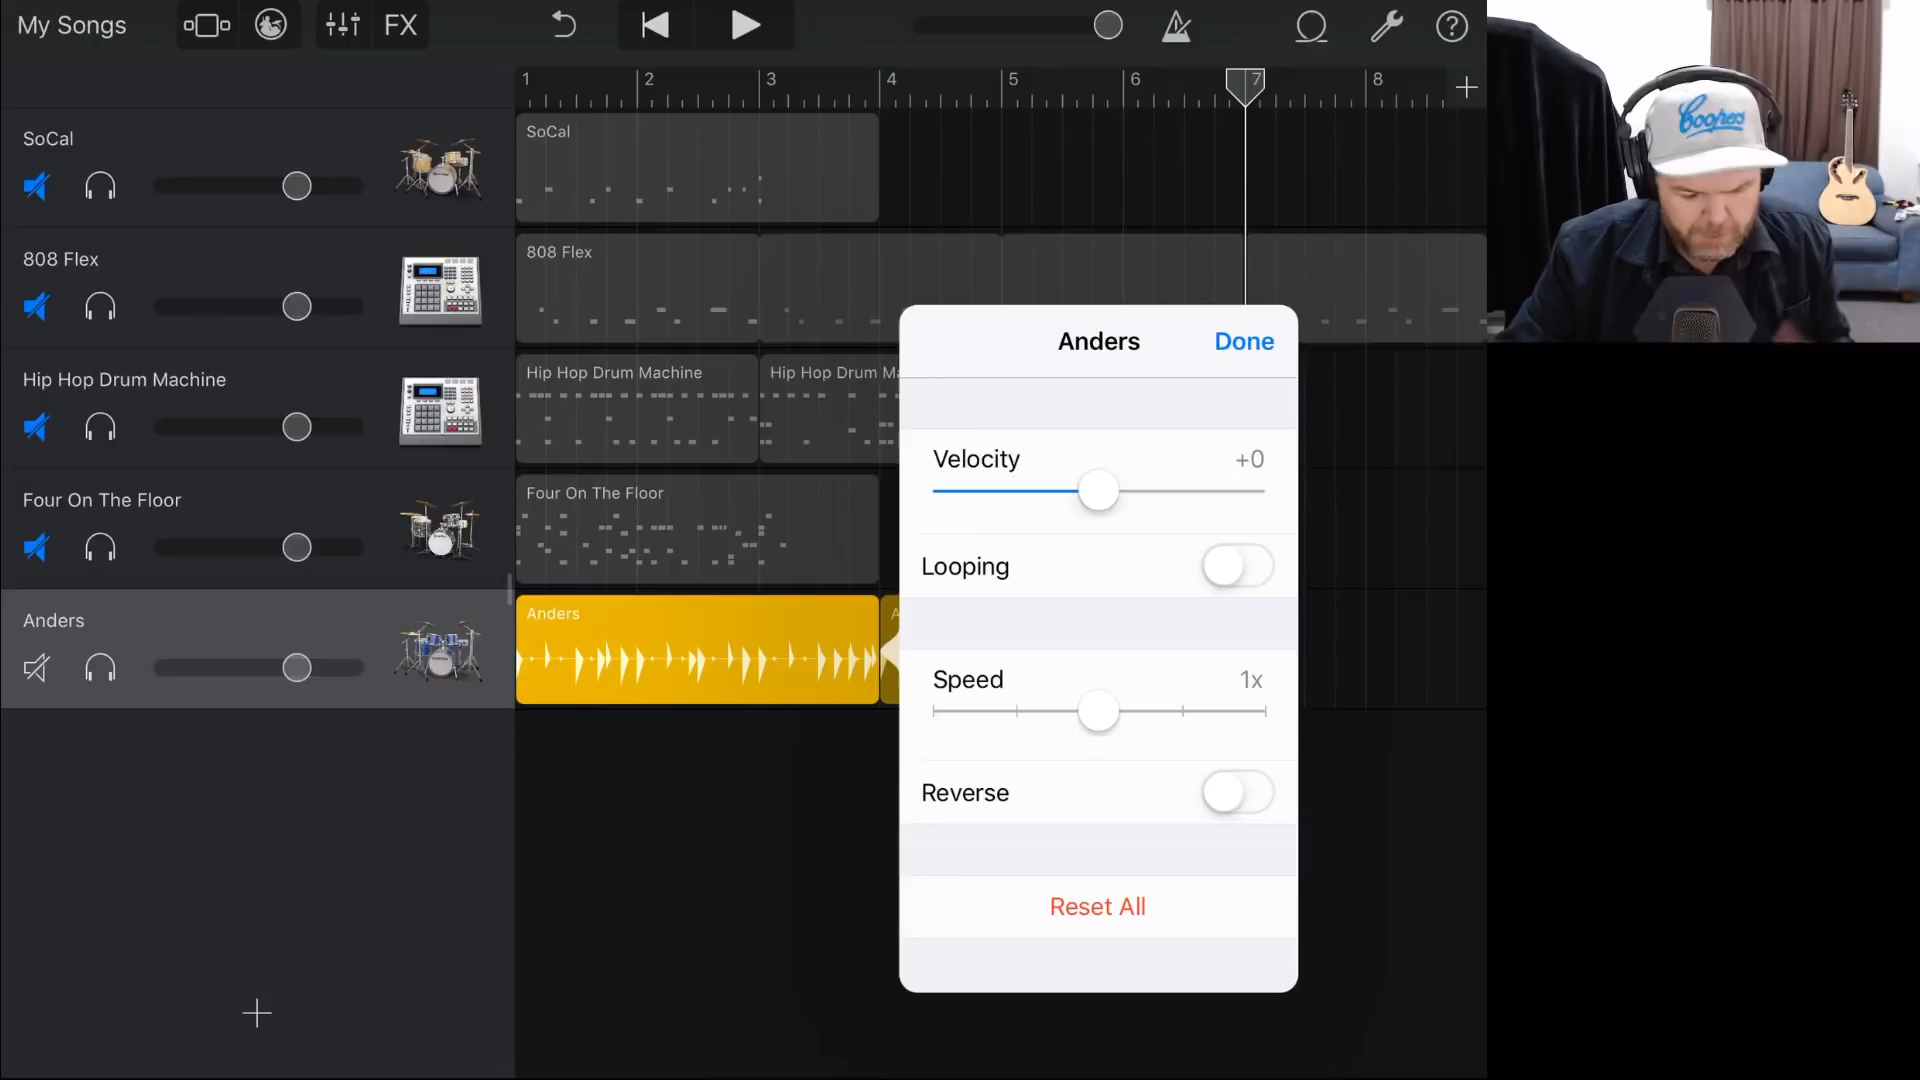 My Songs
FX
1 2 3 4 5 6 7 8
SoCal
SoCal
808 Flex
808 Flex
Hip Hop Drum Machine
Hip Hop Drum Machine
Hip Hop Drum Ma
Four On The Floor
Four On The Floor
Anders
Anders
A
Anders
Done
Velocity
+0
Looping
Speed
1x
Reverse
Reset All
Coopers